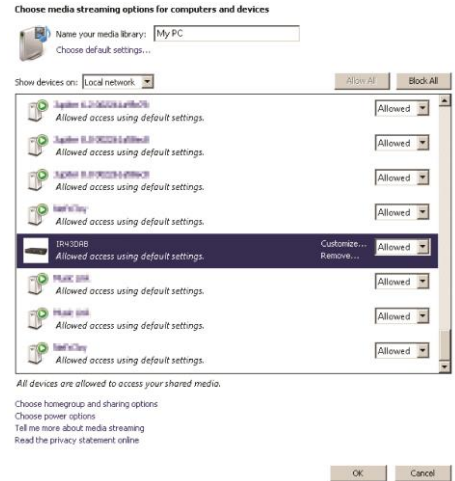 Choose media streaming options for computers and devices
Name your media library: My PC
Choose default settings...
Show devices on: Local network Allow All Block All
Allowed
Allowed access using default settings.
Allowed
Allowed access using default settings.
Allowed
Allowed access using default settings.
Allowed
Allowed access using default settings.
IR43DAB Customize... Allowed
Allowed access using default settings. Remove...
Allowed
Allowed access using default settings.
Allowed
Allowed access using default settings.
Allowed
Allowed access using default settings.
All devices are allowed to access your shared media.
Choose homegroup and sharing options
Choose power options
Tell me more about media streaming
Read the privacy statement online
OK Cancel